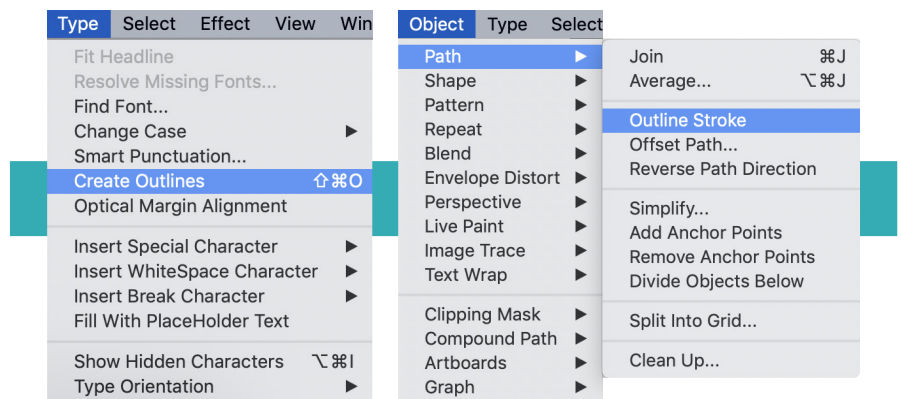 Type Select Effect View Win
Fit Headline
Resolve Missing Fonts...
Find Font...
Change Case ▶
Smart Punctuation...
Create Outlines ⇧⌘O
Optical Margin Alignment
Insert Special Character ▶
Insert WhiteSpace Character ▶
Insert Break Character ▶
Fill With PlaceHolder Text
Show Hidden Characters ⌥⌘I
Type Orientation ▶
Object Type Select
Path ▶
Shape ▶
Pattern ▶
Repeat ▶
Blend ▶
Envelope Distort ▶
Perspective ▶
Live Paint ▶
Image Trace ▶
Text Wrap ▶
Clipping Mask ▶
Compound Path ▶
Artboards ▶
Graph ▶
Join ⌘J
Average... ⌥⌘J
Outline Stroke
Offset Path...
Reverse Path Direction
Simplify...
Add Anchor Points
Remove Anchor Points
Divide Objects Below
Split Into Grid...
Clean Up...